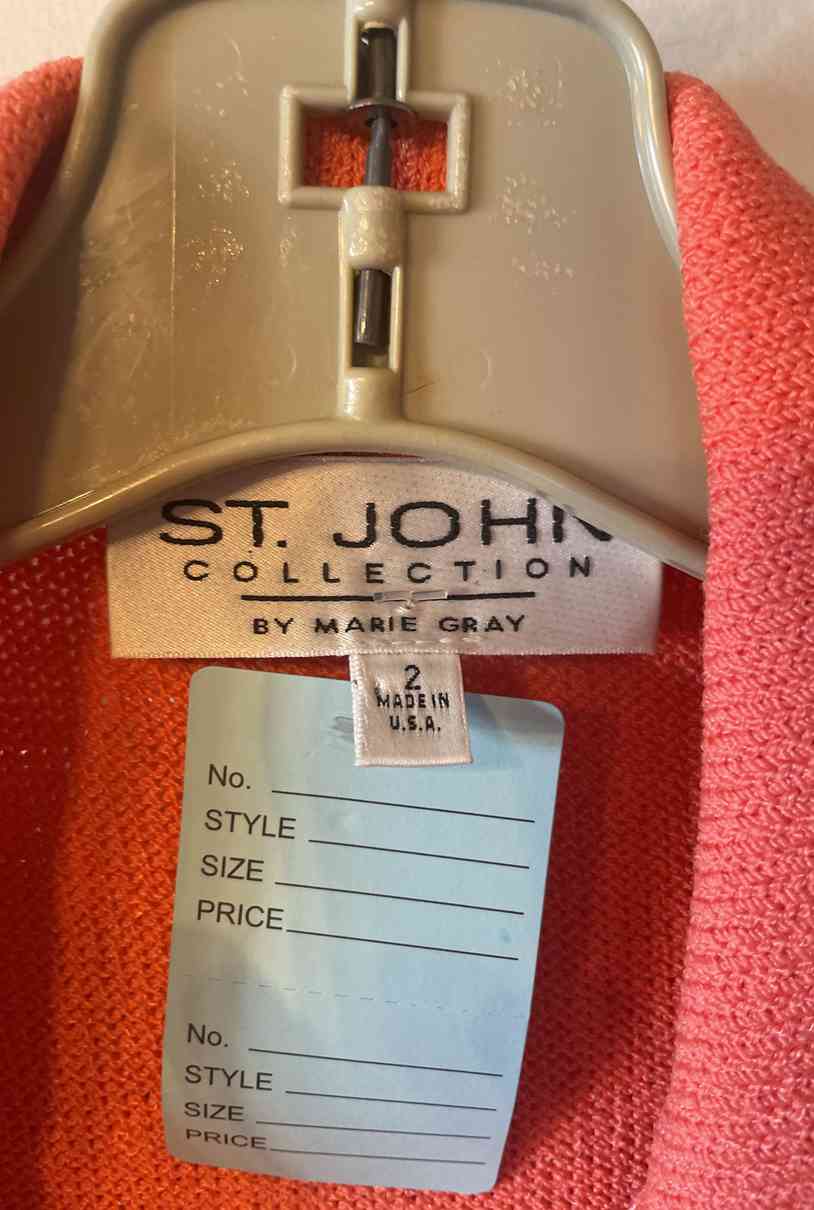 ST. JOHN
COLLECTION
BY MARIE GRAY
2
MADE IN
U.S.A.
No.
STYLE
SIZE
PRICE
No.
STYLE
SIZE
PRICE